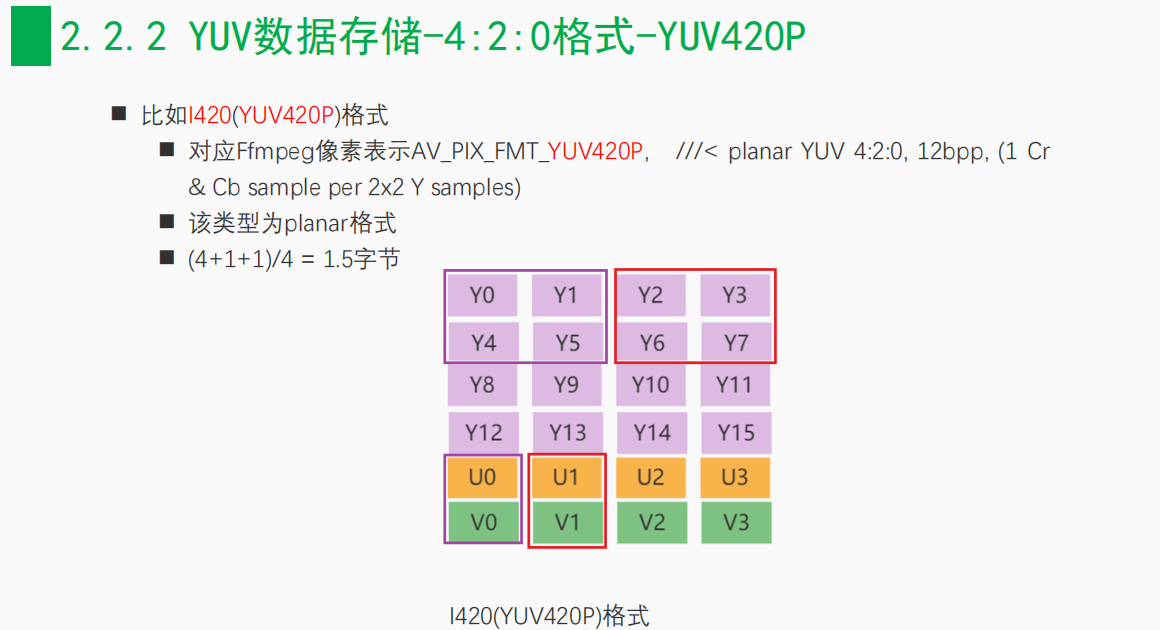 2.2.2 YUV数据存储-4:2:0格式-YUV420P
比如I420(YUV420P)格式
对应Ffmpeg像素表示AV_PIX_FMT_YUV420P, ///< planar YUV 4:2:0, 12bpp, (1 Cr
& Cb sample per 2x2 Y samples)
该类型为planar格式
(4+1+1)/4 = 1.5字节
Y0 Y1 Y2 Y3
Y4 Y5 Y6 Y7
Y8 Y9 Y10 Y11
Y12 Y13 Y14 Y15
U0 U1 U2 U3
V0 V1 V2 V3
I420(YUV420P)格式